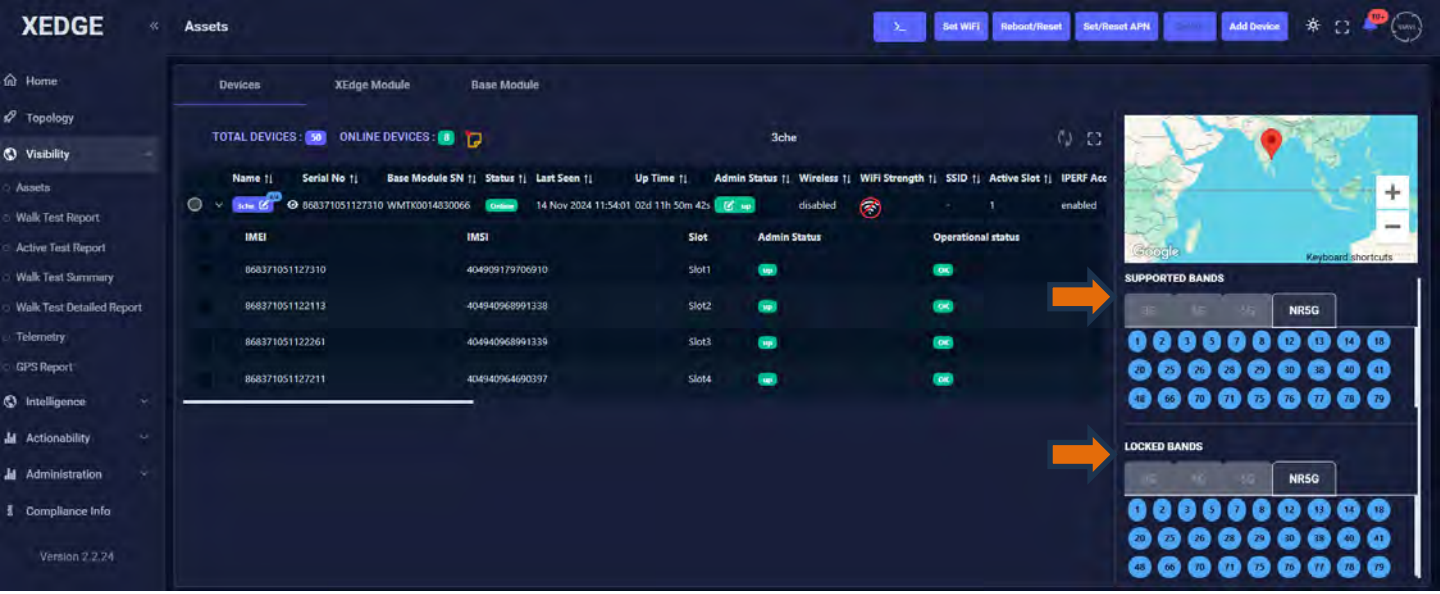 XEDGE
«
Assets
>_
Set WiFi
Reboot/Reset
Set/Reset APN
Add Device
10+
Home
Topology
Visibility
Assets
Walk Test Report
Active Test Report
Walk Test Summary
Walk Test Detailed Report
Telemetry
GPS Report
Intelligence
Actionability
Administration
Compliance Info
Version 2.2.24
Devices XEdge Module Base Module
TOTAL DEVICES : 50 ONLINE DEVICES : 8
3che
Name Serial No Base Module SN Status Last Seen Up Time Admin Status Wireless WiFi Strength SSID Active Slot IPERF Acc
3che 868371051127310 WMTK0014830066 Online 14 Nov 2024 11:54:01 02d 11h 50m 42s up disabled - 1 enabled
IMEI IMSI Slot Admin Status Operational status
868371051127310 404909179706910 Slot1 up OK
868371051122113 404940968991338 Slot2 up OK
868371051122261 404940968991339 Slot3 up OK
868371051127211 404940964690397 Slot4 up OK
+
−
Google
Keyboard shortcuts
SUPPORTED BANDS
3G 4G 5G NR5G
1 2 3 5 7 8 12 13 14 18
20 25 26 28 29 30 38 40 41
48 66 70 71 75 76 77 78 79
LOCKED BANDS
3G 4G 5G NR5G
1 2 3 5 7 8 12 13 14 18
20 25 26 28 29 30 38 40 41
48 66 70 71 75 76 77 78 79